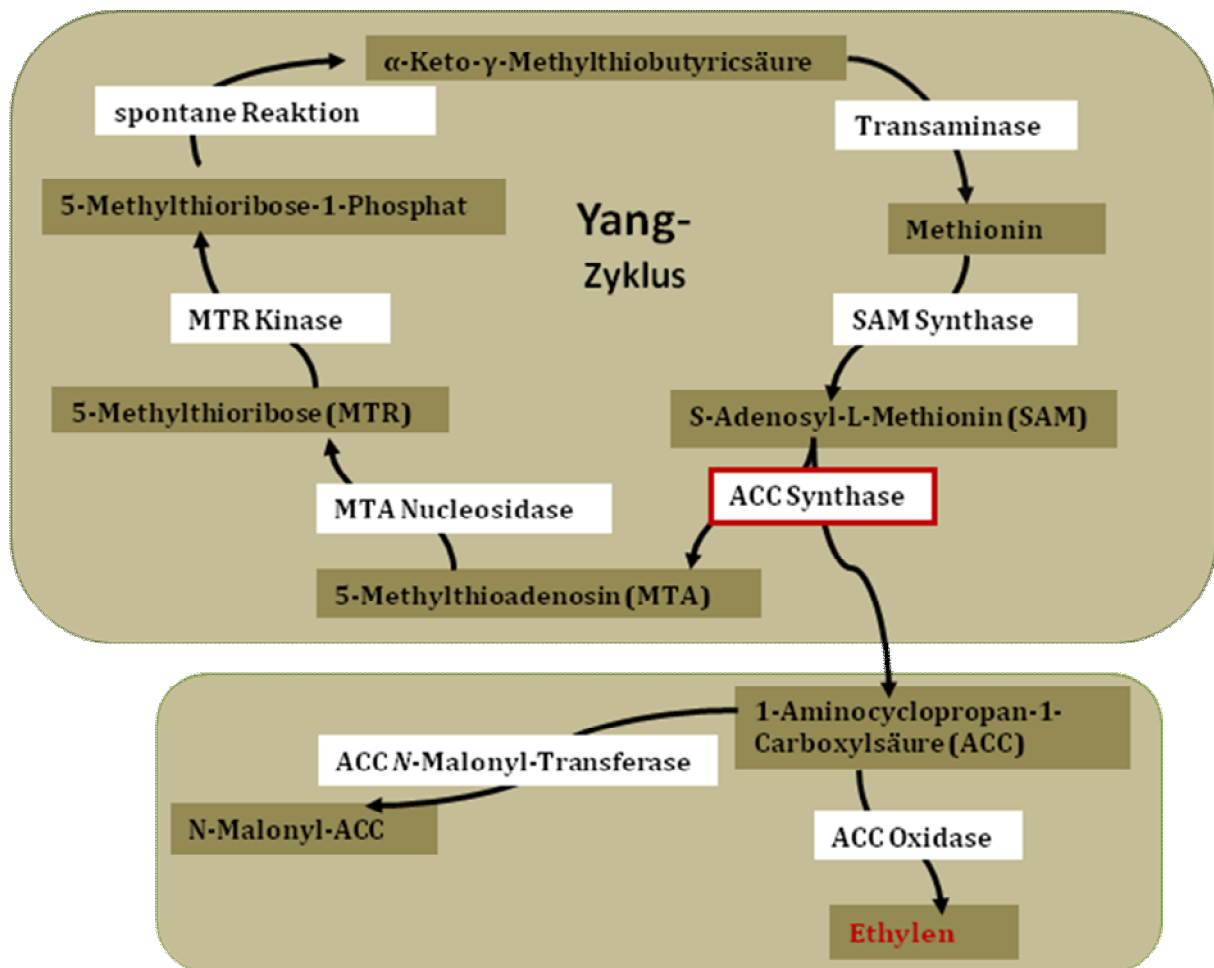 α-Keto-γ-Methylthiobutyricsäure
spontane Reaktion
Transaminase
5-Methylthioribose-1-Phosphat
Yang-
Zyklus
Methionin
MTR Kinase
SAM Synthase
5-Methylthioribose (MTR)
S-Adenosyl-L-Methionin (SAM)
ACC Synthase
MTA Nucleosidase
5-Methylthioadenosin (MTA)
1-Aminocyclopropan-1-
Carboxylsäure (ACC)
ACC N-Malonyl-Transferase
N-Malonyl-ACC
ACC Oxidase
Ethylen